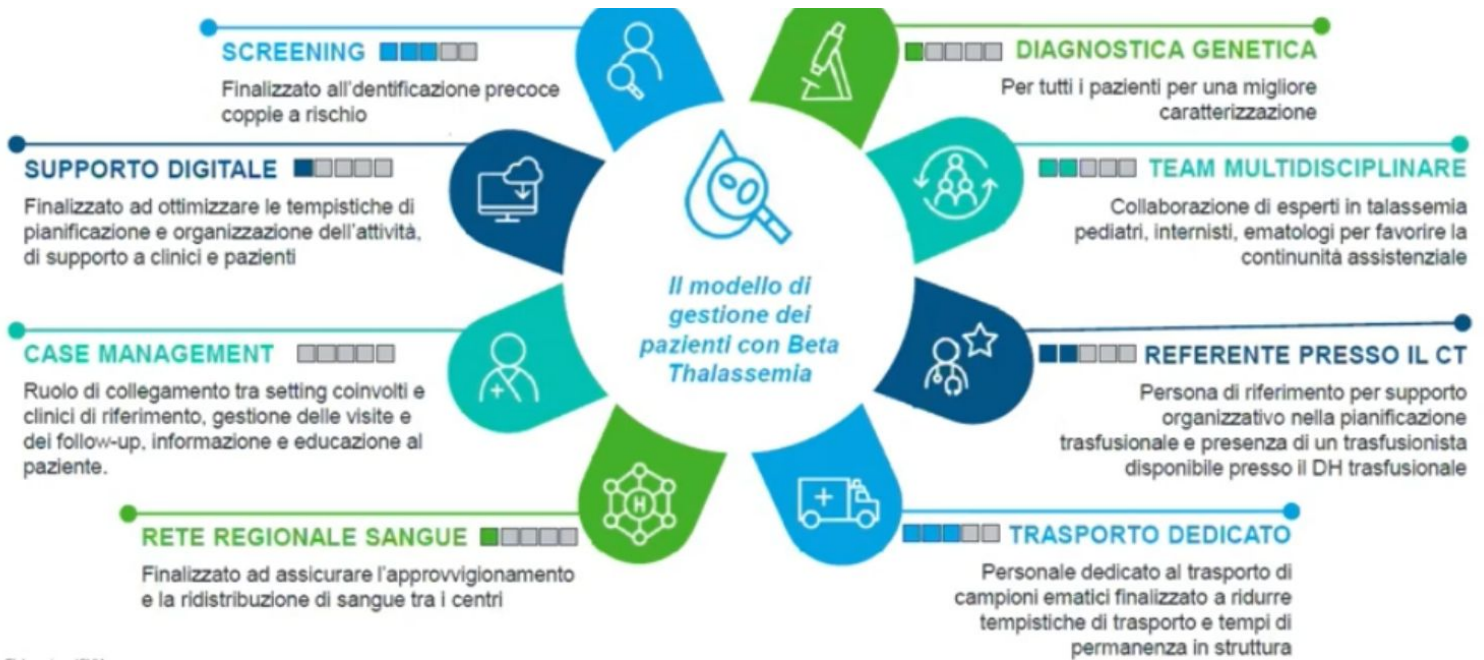 SCREENING
Finalizzato all'dentificazione precoce
coppie a rischio
SUPPORTO DIGITALE
Finalizzato ad ottimizzare le tempistiche di
pianificazione e organizzazione dell'attività,
di supporto a clinici e pazienti
CASE MANAGEMENT
Ruolo di collegamento tra setting coinvolti e
clinici di riferimento, gestione delle visite e
dei follow-up, informazione e educazione al
paziente.
RETE REGIONALE SANGUE
Finalizzato ad assicurare l'approvvigionamento
e la ridistribuzione di sangue tra i centri
Il modello di
gestione dei
pazienti con Beta
Thalassemia
H
DIAGNOSTICA GENETICA
Per tutti i pazienti per una migliore
caratterizzazione
TEAM MULTIDISCIPLINARE
Collaborazione di esperti in talassemia
pediatri, internisti, ematologi per favorire la
continunità assistenziale
REFERENTE PRESSO IL CT
Persona di riferimento per supporto
organizzativo nella pianificazione
trasfusionale e presenza di un trasfusionista
disponibile presso il DH trasfusionale
TRASPORTO DEDICATO
Personale dedicato al trasporto di
campioni ematici finalizzato a ridurre
tempistiche di trasporto e tempi di
permanenza in struttura